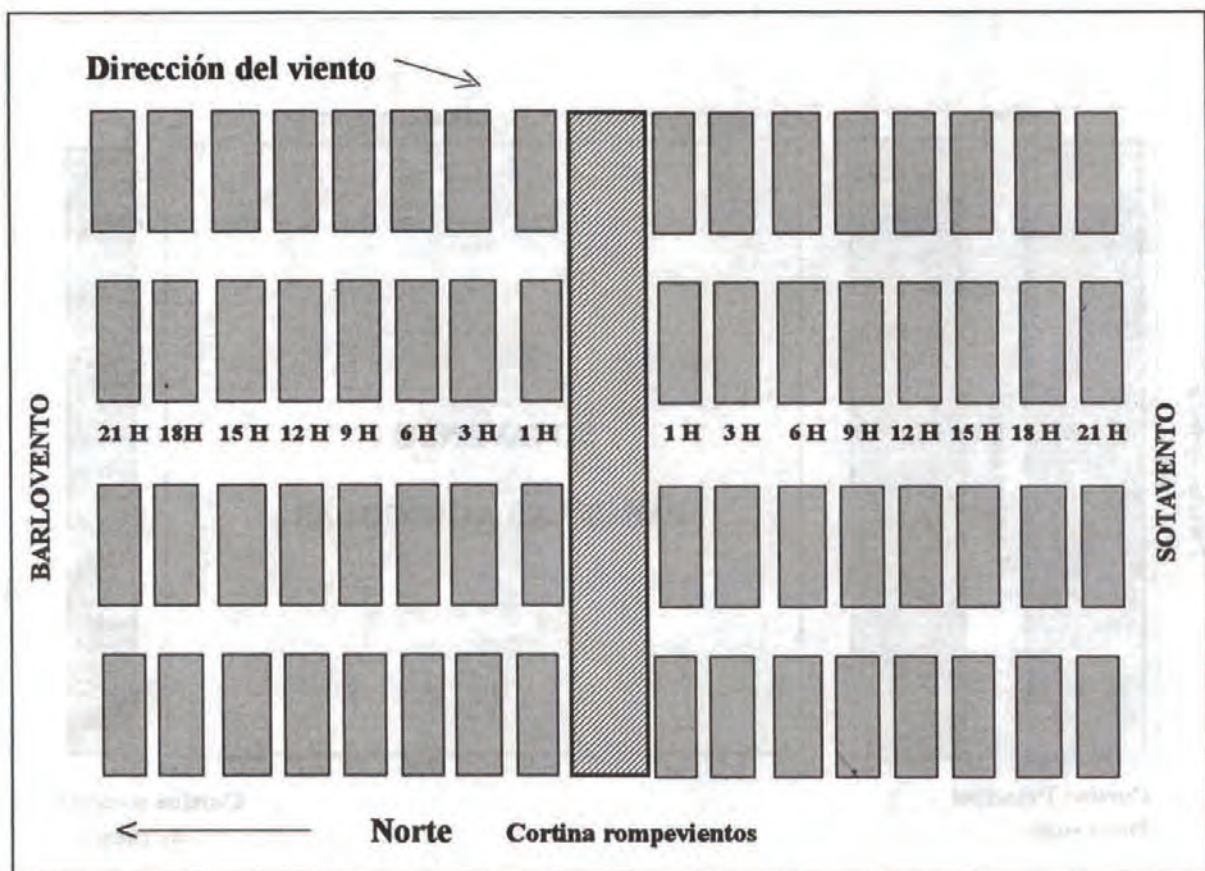 Dirección del viento
BARLOVENTO
21 H 18H 15 H 12 H 9 H 6 H 3 H 1 H 1 H 3 H 6 H 9 H 12 H 15 H 18 H 21 H
SOTAVENTO
Norte Cortina rompevientos